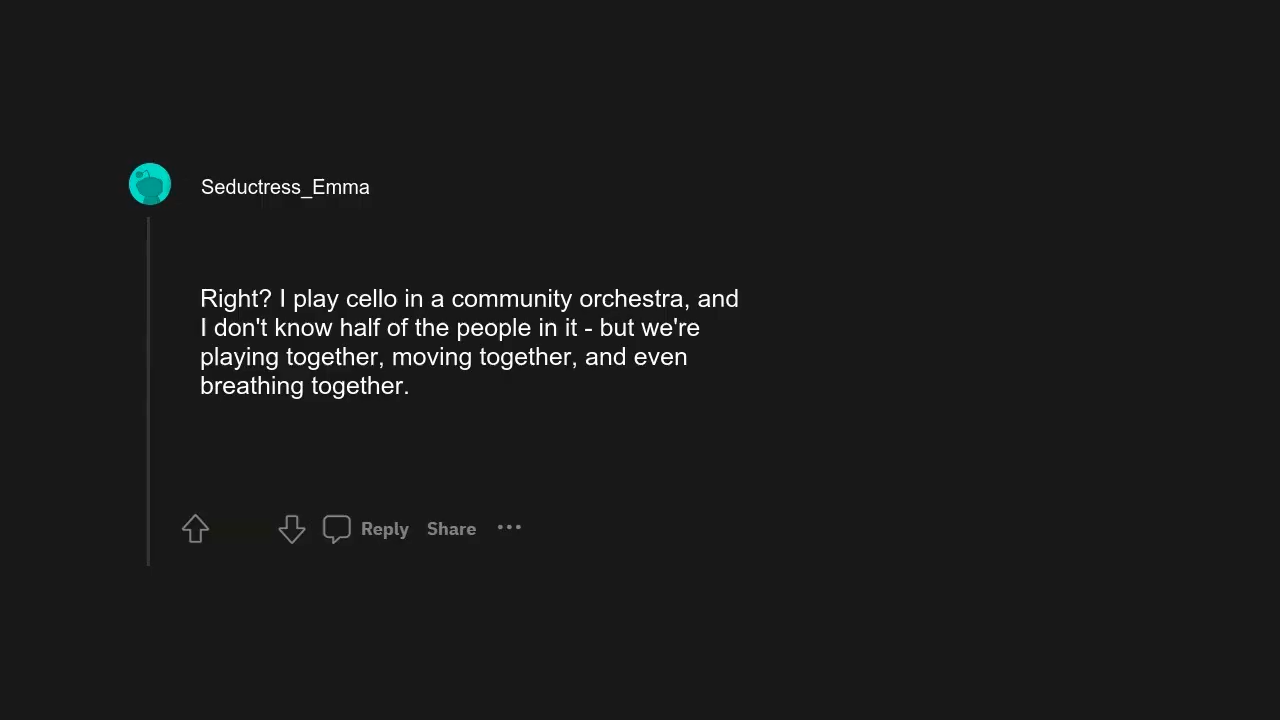 Seductress_Emma
Right? I play cello in a community orchestra, and
I don't know half of the people in it - but we're
playing together, moving together, and even
breathing together.
Reply Share